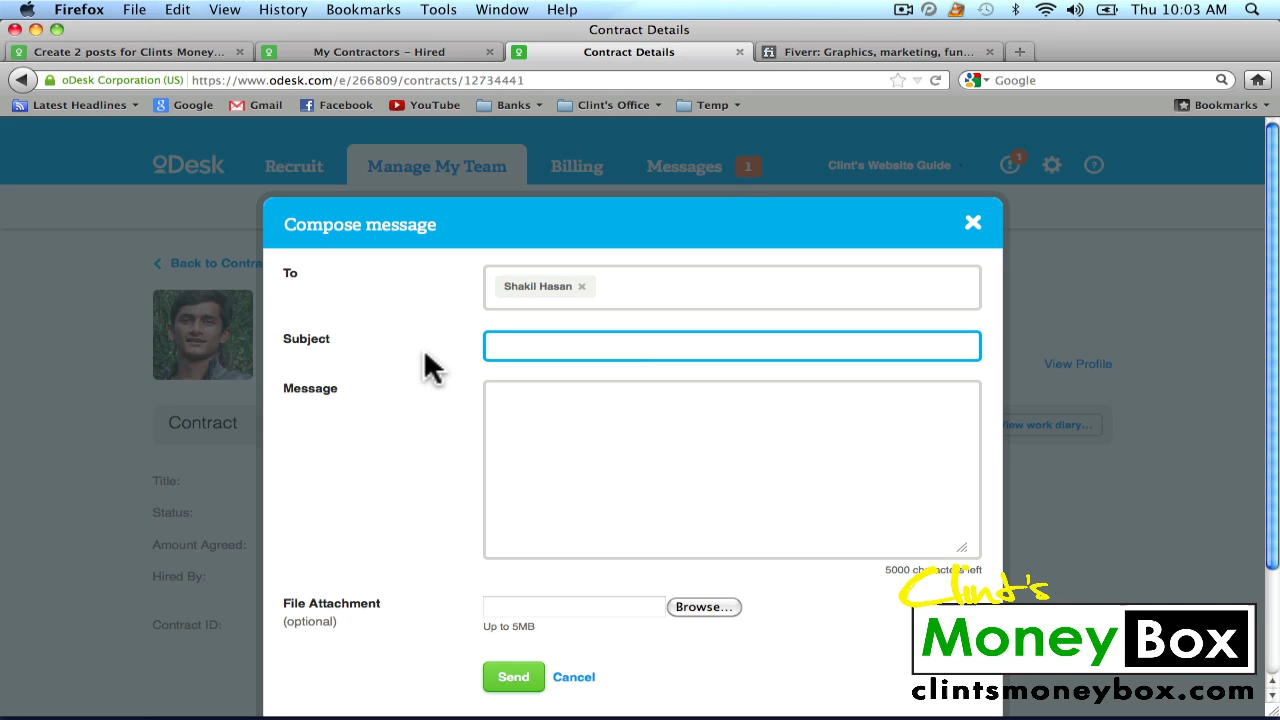 Firefox File Edit View History Bookmarks Tools Window Help Thu 10:03 AM
Contract Details
Create 2 posts for Clints Money... My Contractors – Hired Contract Details Fiverr: Graphics, marketing, fun...
oDesk Corporation (US) https://www.odesk.com/e/266809/contracts/12734441 Google
Latest Headlines Google Gmail Facebook YouTube Banks Clint's Office Temp Bookmarks
oDesk Recruit Manage My Team Billing Messages 1 Clint's Website Guide 1
Compose message
Back to Contra
To
Shakil Hasan
Subject
View Profile
Message
Contract
View work diary...
Title:
Status:
Amount Agreed:
Hired By:
5000 characters left
Clint's
File Attachment
(optional)
Browse...
Up to 5MB
Contract ID:
Money Box
Send Cancel
clintsmoneybox.com